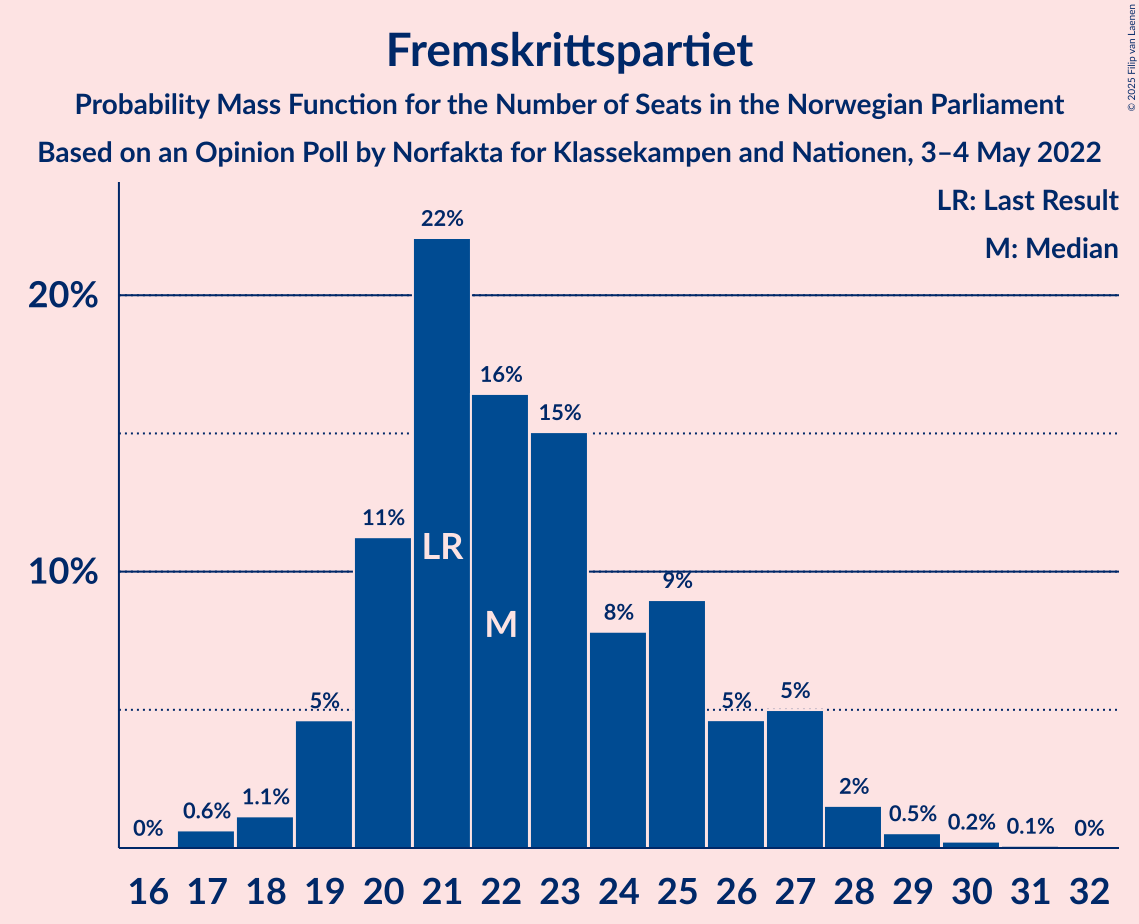 Fremskrittspartiet
Probability Mass Function for the Number of Seats in the Norwegian Parliament
Based on an Opinion Poll by Norfakta for Klassekampen and Nationen, 3–4 May 2022
© 2025 Filip van Laenen
LR: Last Result
M: Median
20%
10%
0% 0.6% 1.1% 5% 11% 22% 16% 15% 8% 9% 5% 5% 2% 0.5% 0.2% 0.1% 0%
LR
M
16 17 18 19 20 21 22 23 24 25 26 27 28 29 30 31 32